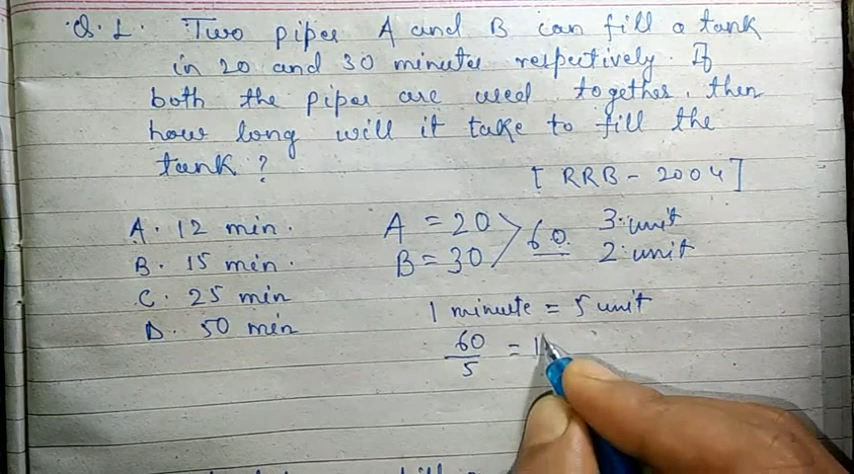 Q. 1. Two pipes A and B can fill a tank
in 20 and 30 minutes respectively. If
both the pipes are used together, then
how long will it take to fill the
tank?
[RRB - 2004]
A. 12 min.
B. 15 min.
C. 25 min
D. 50 min
A = 20
B = 30
60
3 unit
2 unit
1 minute = 5 unit
60/5 = 1